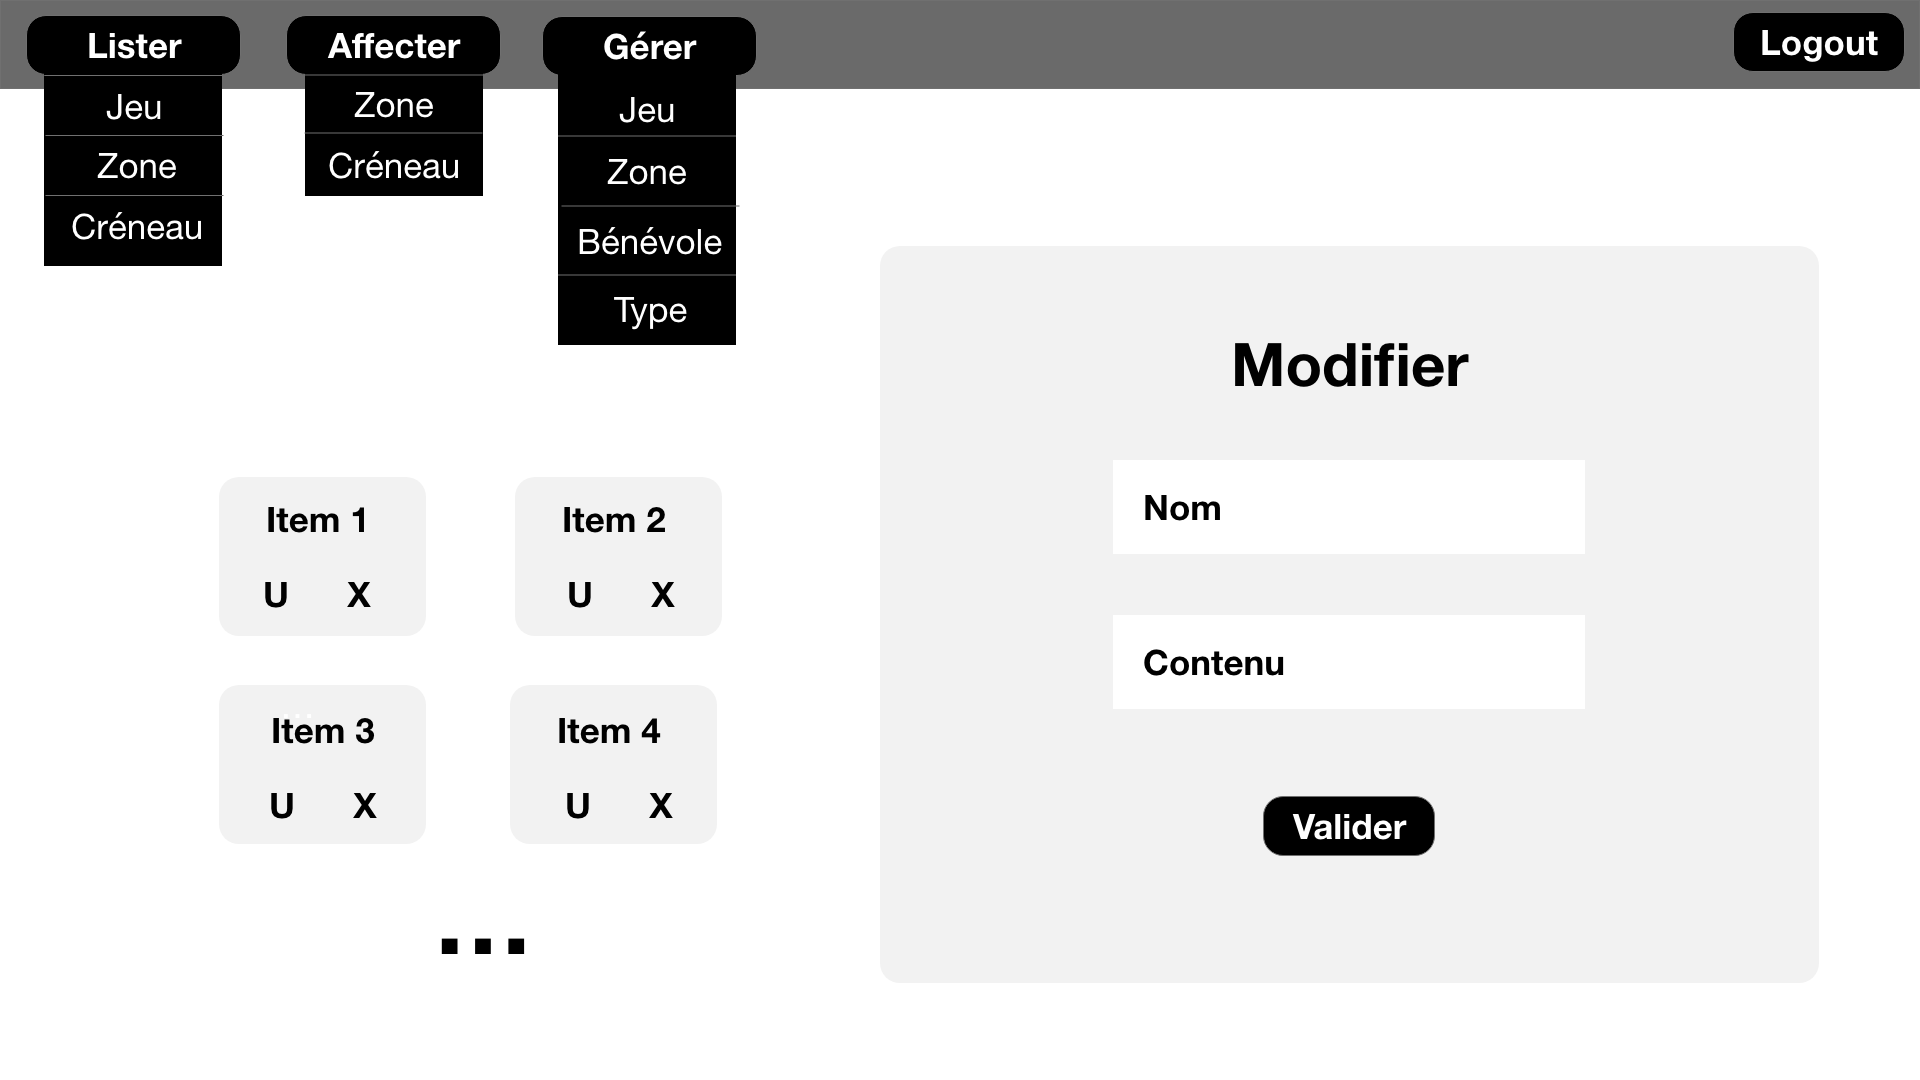 Lister
Affecter
Gérer
Logout
Jeu
Zone
Créneau
Zone
Créneau
Jeu
Zone
Bénévole
Type
Item 1
U X
Item 2
U X
Item 3
U X
Item 4
U X
...
Modifier
Nom
Contenu
Valider